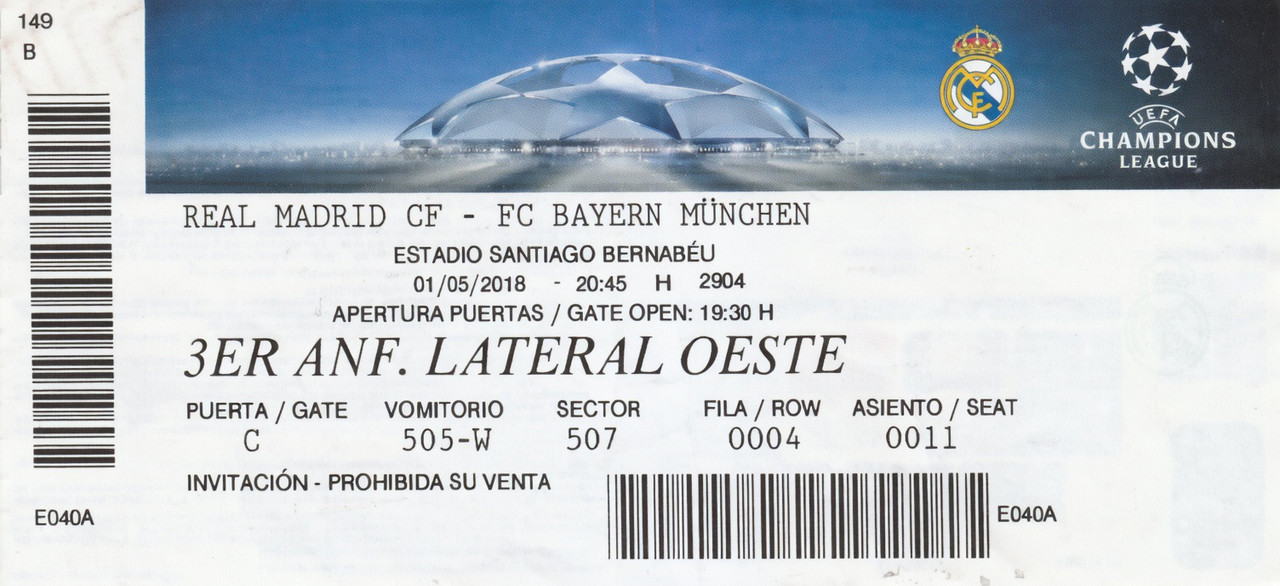 149
B
UEFA
CHAMPIONS
LEAGUE
REAL MADRID CF - FC BAYERN MÜNCHEN
ESTADIO SANTIAGO BERNABÉU
01/05/2018 - 20:45 H 2904
APERTURA PUERTAS / GATE OPEN: 19:30 H
3ER ANF. LATERAL OESTE
PUERTA / GATE VOMITORIO SECTOR FILA / ROW ASIENTO / SEAT
C 505-W 507 0004 0011
INVITACIÓN - PROHIBIDA SU VENTA
E040A
E040A